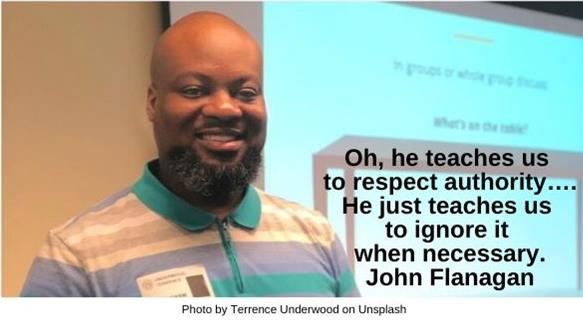 In groups or whole group discuss:
What's on the table?
Oh, he teaches us
to respect authority….
He just teaches us
to ignore it
when necessary.
John Flanagan
Photo by Terrence Underwood on Unsplash